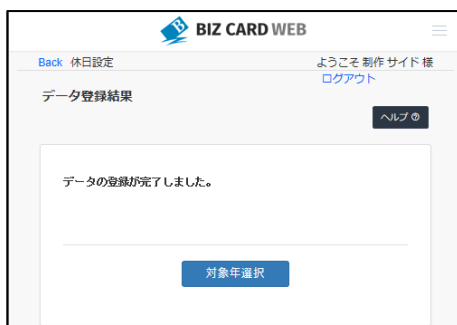 BIZ CARD WEB
Back 休日設定
ようこそ 制作 サイド 様
ログアウト
データ登録結果
ヘルプ
データの登録が完了しました。
対象年選択